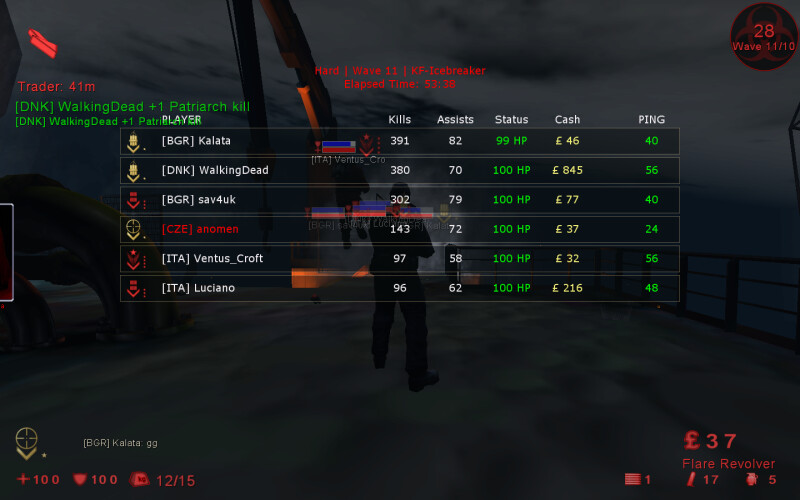 28
Wave 11/10
Hard | Wave 11 | KF-Icebreaker
Elapsed Time: 53:38
Trader: 41m
[DNK] WalkingDead +1 Patriarch kill
[DNK] WalkingDead +1 Patriarch kill
PLAYER Kills Assists Status Cash PING
[BGR] Kalata 391 82 99 HP £ 46 40
[ITA] Ventus_Cro
[DNK] WalkingDead 380 70 100 HP £ 845 56
[BGR] sav4uk 302 79 100 HP £ 77 40
[CZE] anomen 143 72 100 HP £ 37 24
[ITA] Ventus_Croft 97 58 100 HP £ 32 56
[ITA] Luciano 96 62 100 HP £ 216 48
[BGR] Kalata: gg
£ 37
Flare Revolver
100 100 12/15 1 17 5